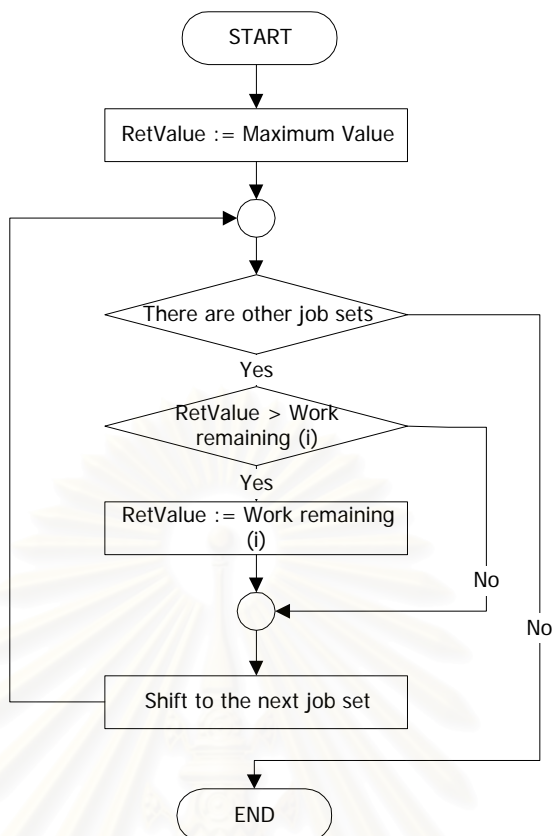 START
RetValue := Maximum Value
There are other job sets
Yes
RetValue > Work
remaining (i)
Yes
RetValue := Work remaining
(i)
No
No
Shift to the next job set
END